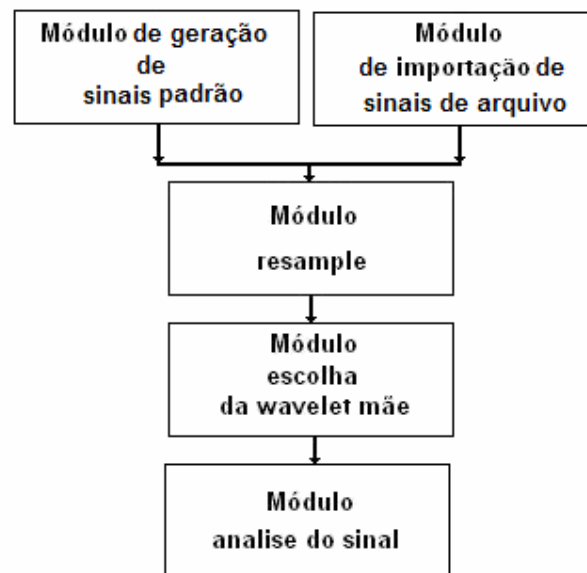 Módulo de geração
de
sinais padrão
Módulo
de importação de
sinais de arquivo
Módulo
resample
Módulo
escolha
da wavelet mãe
Módulo
analise do sinal